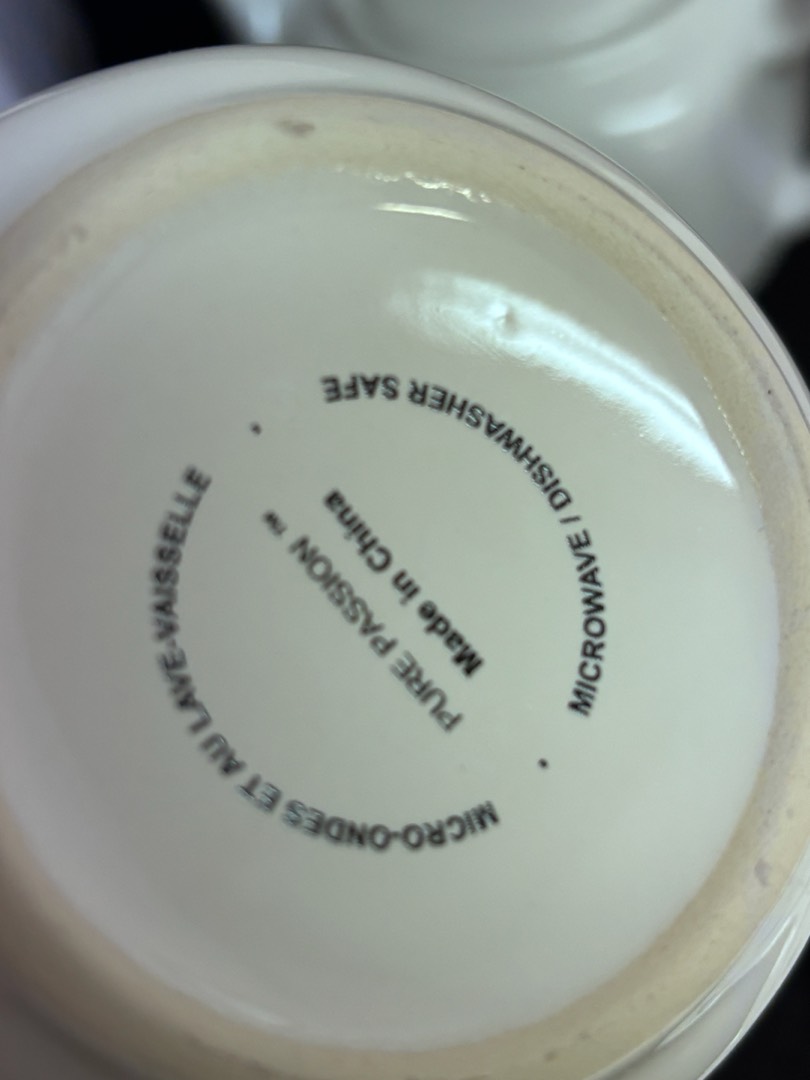 MICROWAVE / DISHWASHER SAFE
Made in China
PURE PASSION ™
MICRO-ONDES ET AU LAVE-VAISSELLE